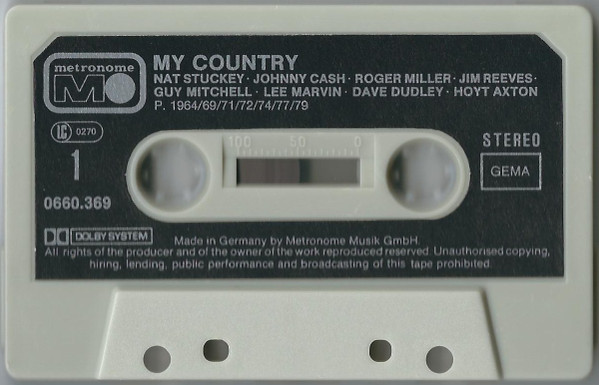 metronome
M
MY COUNTRY
NAT STUCKEY · JOHNNY CASH · ROGER MILLER · JIM REEVES ·
GUY MITCHELL · LEE MARVIN · DAVE DUDLEY · HOYT AXTON
P. 1964/69/71/72/74/77/79
LC 0270
1
0660.369
100 50 0
STEREO
GEMA
DOLBY SYSTEM
Made in Germany by Metronome Musik GmbH.
All rights of the producer and of the owner of the work reproduced reserved. Unauthorised copying,
hiring, lending, public performance and broadcasting of this tape prohibited.